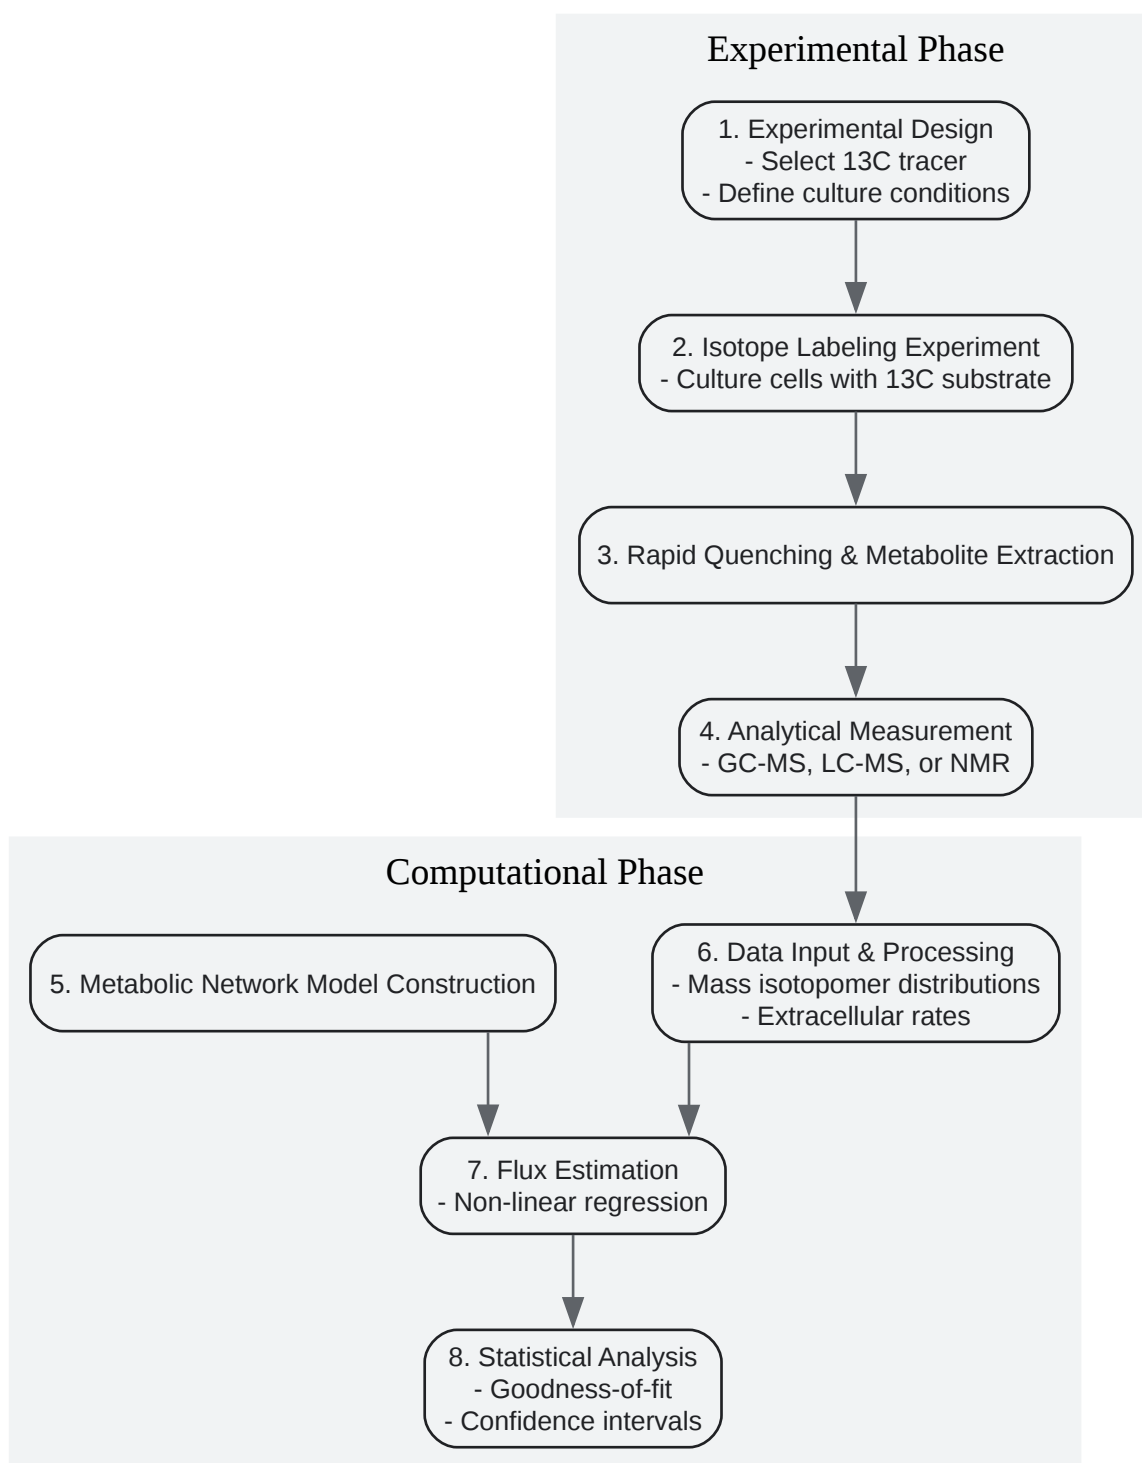 Experimental Phase
1. Experimental Design
- Select 13C tracer
- Define culture conditions
2. Isotope Labeling Experiment
- Culture cells with 13C substrate
3. Rapid Quenching & Metabolite Extraction
4. Analytical Measurement
- GC-MS, LC-MS, or NMR
Computational Phase
5. Metabolic Network Model Construction
6. Data Input & Processing
- Mass isotopomer distributions
- Extracellular rates
7. Flux Estimation
- Non-linear regression
8. Statistical Analysis
- Goodness-of-fit
- Confidence intervals